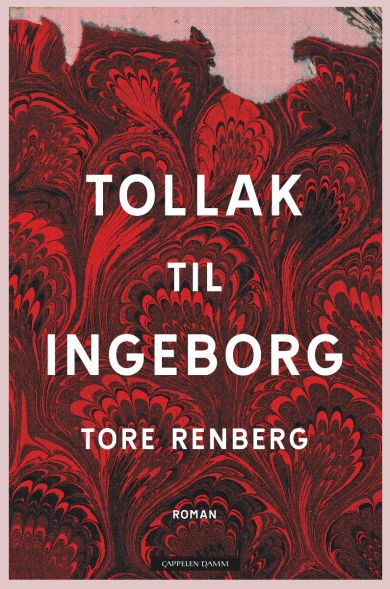 TOLLAK
TIL
INGEBORG
TORE RENBERG
ROMAN
CAPPELEN DAMM